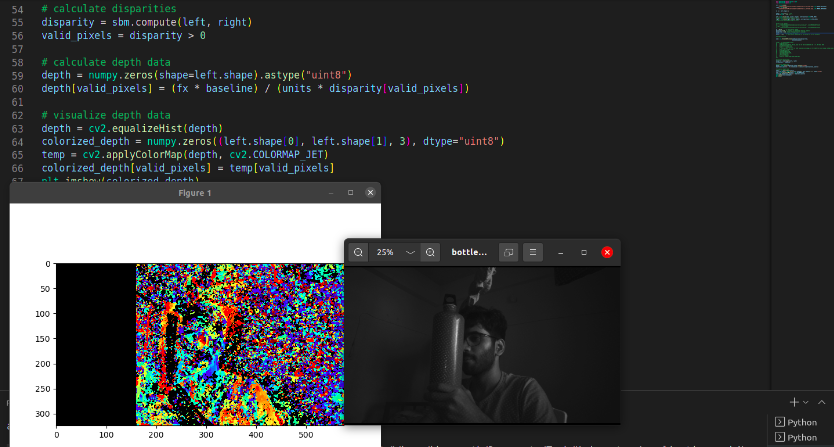 54 # calculate disparities
55 disparity = sbm.compute(left, right)
56 valid_pixels = disparity > 0
57
58 # calculate depth data
59 depth = numpy.zeros(shape=left.shape).astype("uint8")
60 depth[valid_pixels] = (fx * baseline) / (units * disparity[valid_pixels])
61
62 # visualize depth data
63 depth = cv2.equalizeHist(depth)
64 colorized_depth = numpy.zeros((left.shape[0], left.shape[1], 3), dtype="uint8")
65 temp = cv2.applyColorMap(depth, cv2.COLORMAP_JET)
66 colorized_depth[valid_pixels] = temp[valid_pixels]
67 plt.imshow(colorized_depth)
Figure 1
25%
bottle...
0
50
100
150
200
250
300
0 100 200 300 400 500
Python
Python